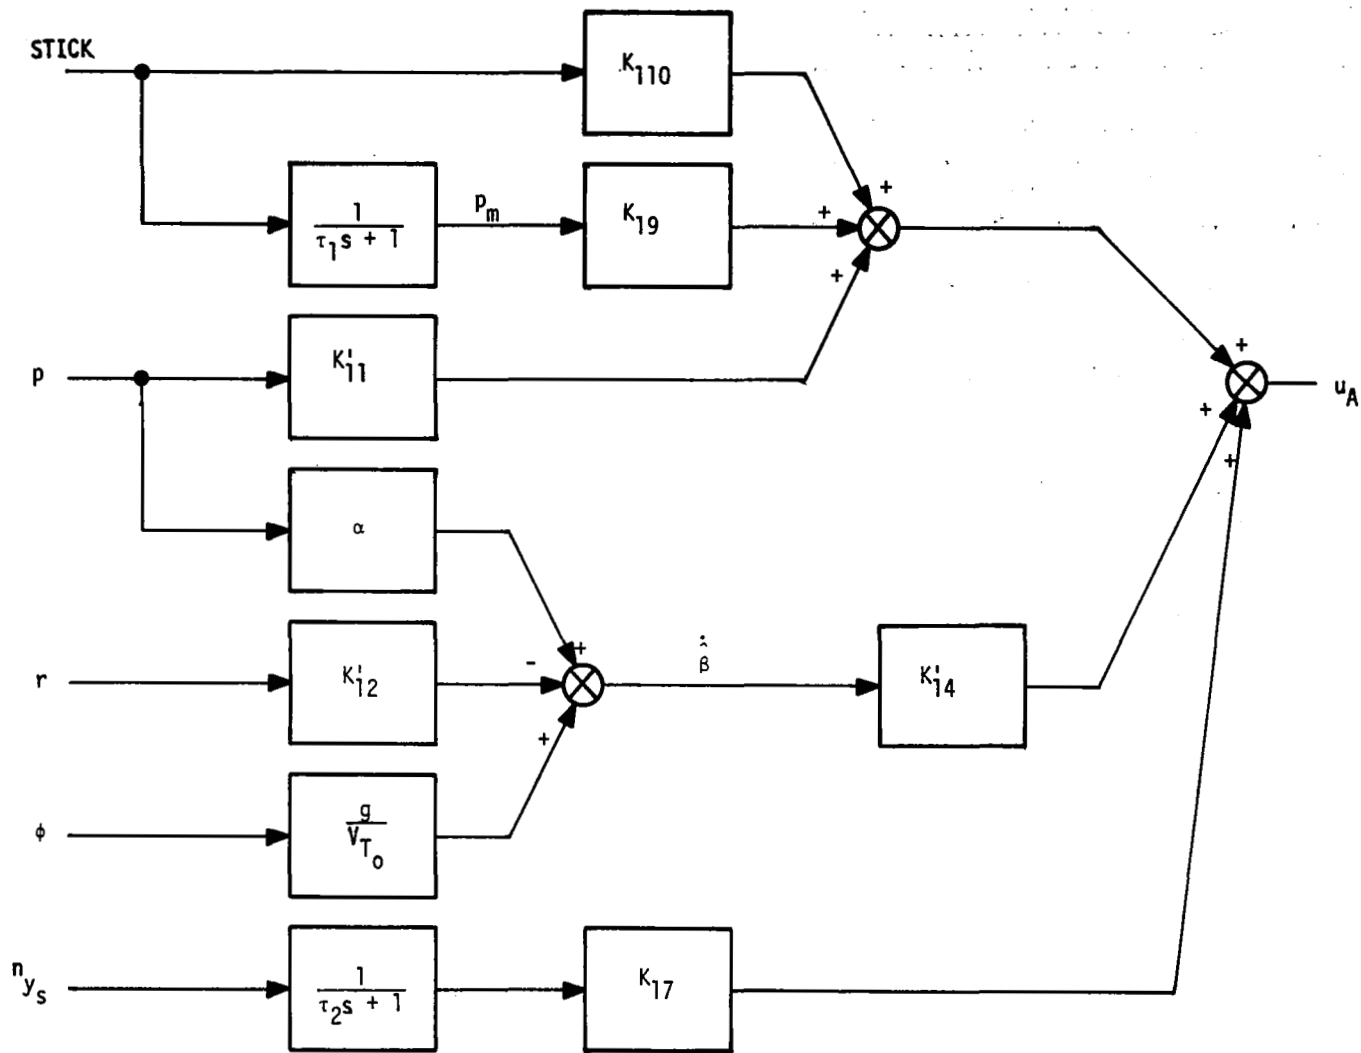 STICK
K110
1
τ1s + 1
pm
K19
+
+
+
p
K'11
+
+
+
uA
α
r
K'12
+
-
+
β̂̇
K'14
φ
g
VTo
nys
1
τ2s + 1
K17